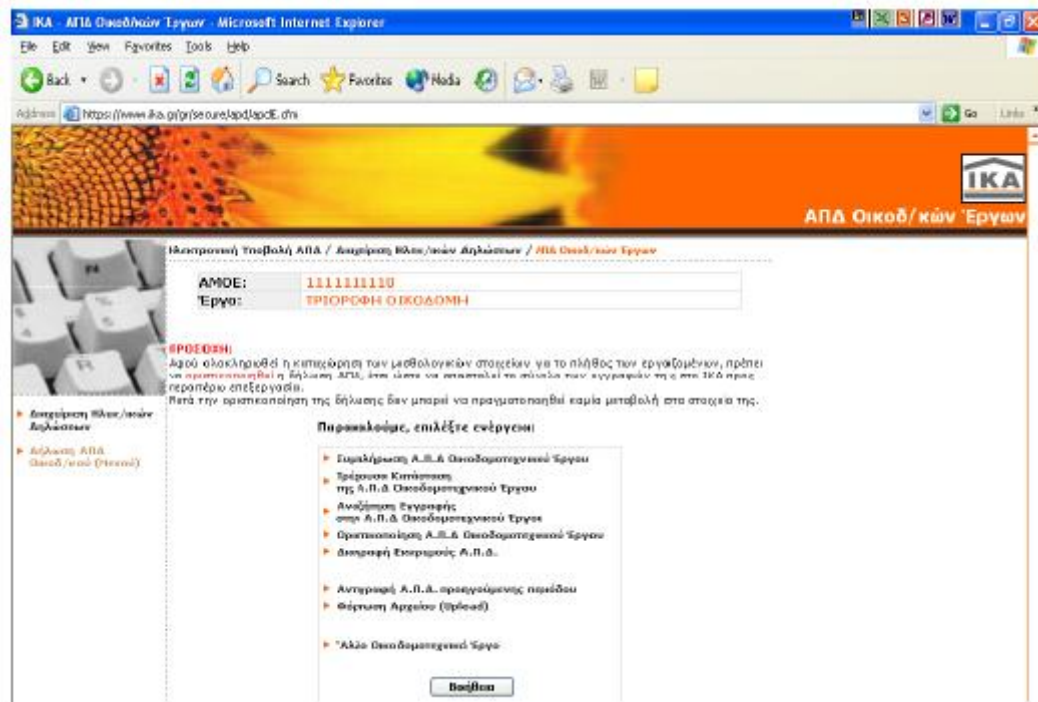 IKA - ΑΠΔ Οικοδ/κών Έργων - Microsoft Internet Explorer
File Edit View Favorites Tools Help
Back Search Favorites Media
Address https://www.ika.gr/gr/secure/apd/apdE.cfm Go Links
IKA
ΑΠΔ Οικοδ/κών Έργων
Ηλεκτρονική Υποβολή ΑΠΔ / Διαχείριση Ηλεκ/κών Δηλώσεων / ΑΠΔ Οικοδ/κών Έργων
ΑΜΟΕ: 1111111110
Έργο: ΤΡΙΟΡΟΦΗ ΟΙΚΟΔΟΜΗ
ΠΡΟΣΟΧΗ:
Αφού ολοκληρωθεί η καταχώρηση των μισθολογικών στοιχείων για το πλήθος των εργαζομένων, πρέπει
να οριστικοποιηθεί η δήλωση ΑΠΔ, έτσι ώστε να αποσταλεί το σύνολο των εγγραφών της στο ΙΚΑ προς
περαιτέρω επεξεργασία.
Μετά την οριστικοποίηση της δήλωσης δεν μπορεί να πραγματοποιηθεί καμία μεταβολή στα στοιχεία της.
Διαχείριση Ηλεκ/κών
Δηλώσεων
Δήλωση ΑΠΔ
Οικοδ/κού (Μενού)
Παρακαλούμε, επιλέξτε ενέργεια:
Συμπλήρωση Α.Π.Δ Οικοδομοτεχνικού Έργου
Τρέχουσα Κατάσταση
της Α.Π.Δ Οικοδομοτεχνικού Έργου
Αναζήτηση Εγγραφής
στην Α.Π.Δ Οικοδομοτεχνικού Έργου
Οριστικοποίηση Α.Π.Δ Οικοδομοτεχνικού Έργου
Διαγραφή Εκκρεμούς Α.Π.Δ.
Αντιγραφή Α.Π.Δ. προηγούμενης περιόδου
Φόρτωση Αρχείου (Upload)
Άλλο Οικοδομοτεχνικό Έργο
Βοήθεια